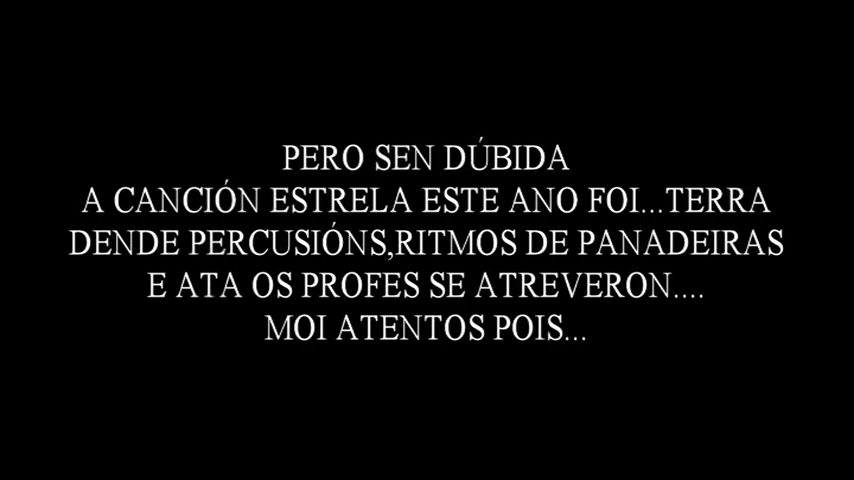 PERO SEN DÚBIDA
A CANCIÓN ESTRELA ESTE ANO FOI...TERRA
DENDE PERCUSIÓNS,RITMOS DE PANADEIRAS
E ATA OS PROFES SE ATREVERON....
MOI ATENTOS POIS...